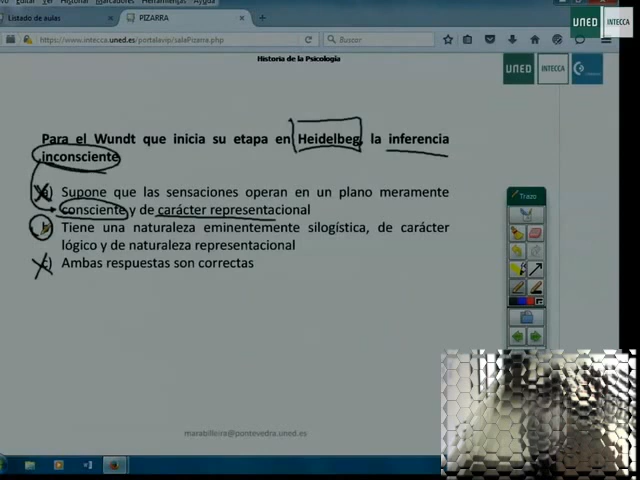 Listado de aulas
PIZARRA
https://www.intecca.uned.es/portalavip/salaPizarra.php
Buscar
UNED
INTECCA
Historia de la Psicología
UNED
INTECCA
Para el Wundt que inicia su etapa en Heidelbeg, la inferencia
inconsciente
Supone que las sensaciones operan en un plano meramente
consciente y de carácter representacional
Tiene una naturaleza eminentemente silogística, de carácter
lógico y de naturaleza representacional
Ambas respuestas son correctas
Trazo
marabilleira@pontevedra.uned.es